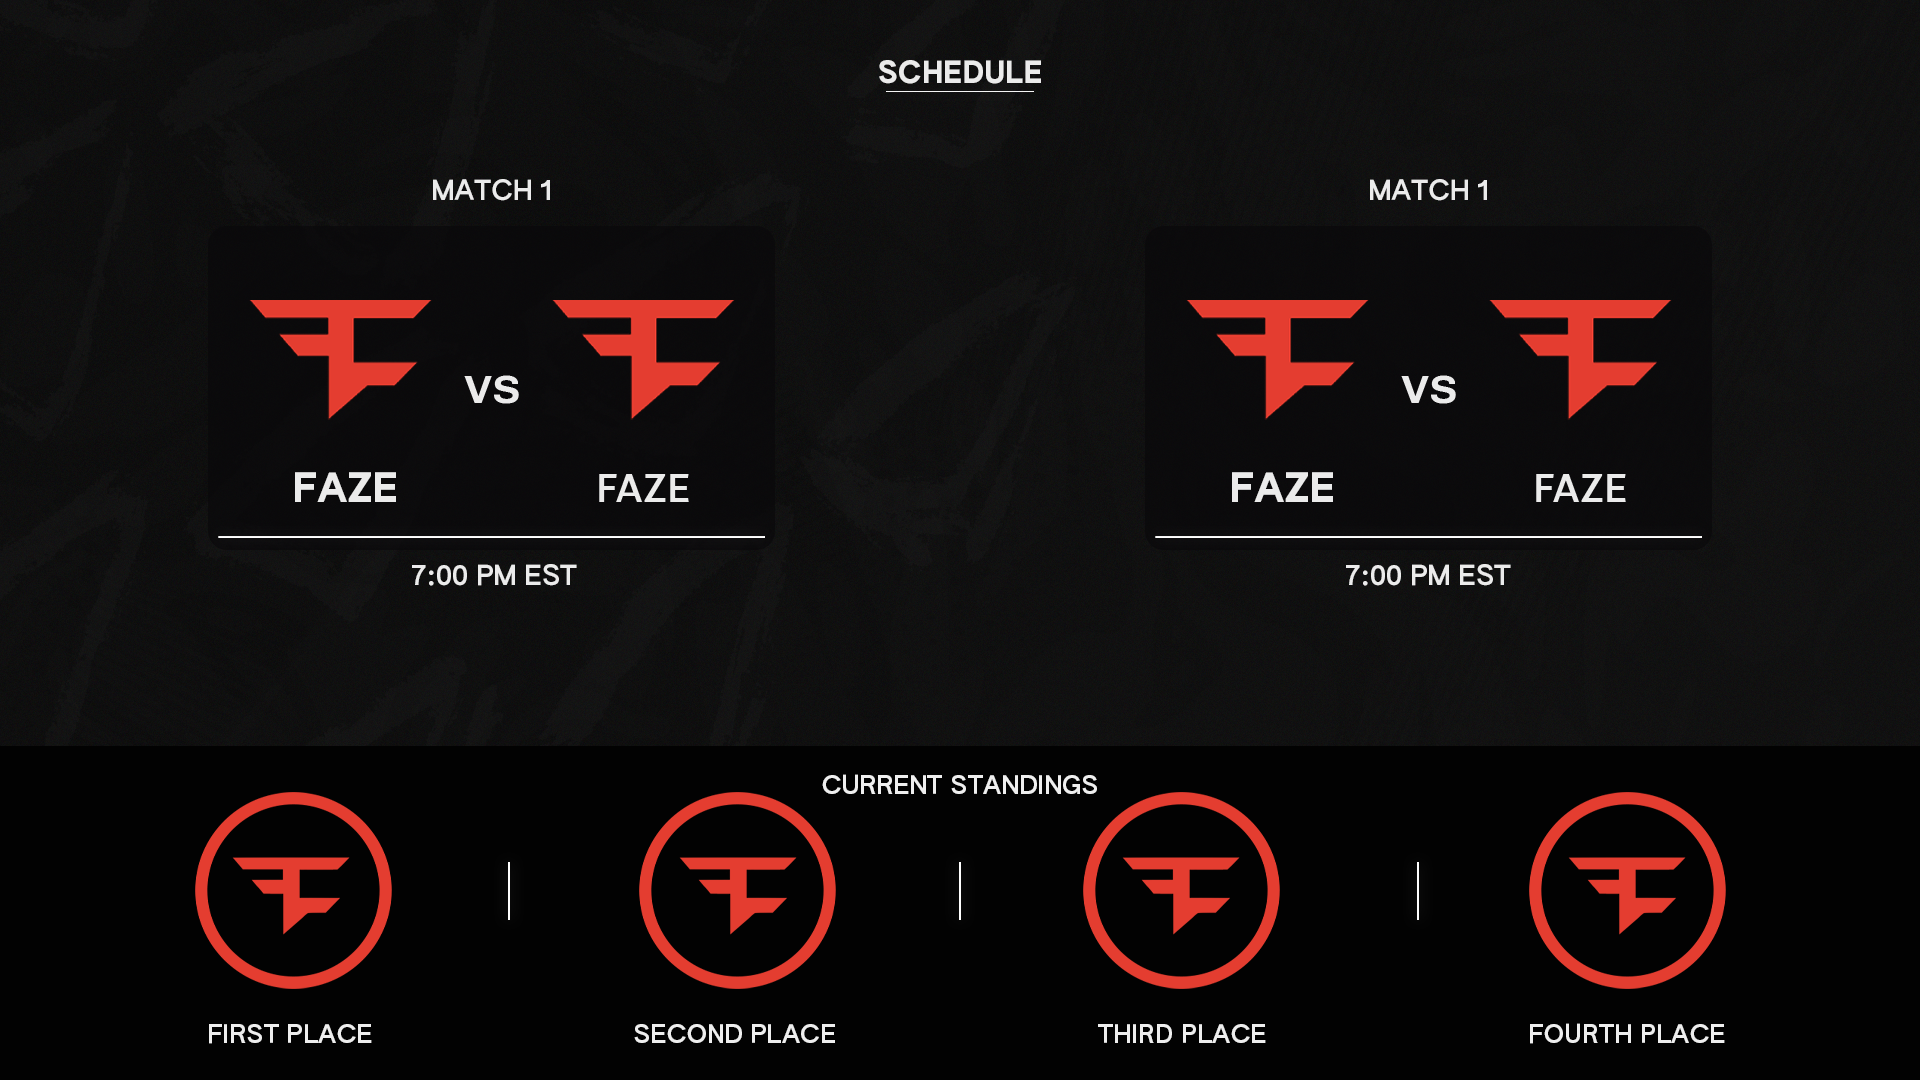 SCHEDULE
MATCH 1
VS
FAZE
FAZE
7:00 PM EST
MATCH 1
VS
FAZE
FAZE
7:00 PM EST
CURRENT STANDINGS
FIRST PLACE
SECOND PLACE
THIRD PLACE
FOURTH PLACE